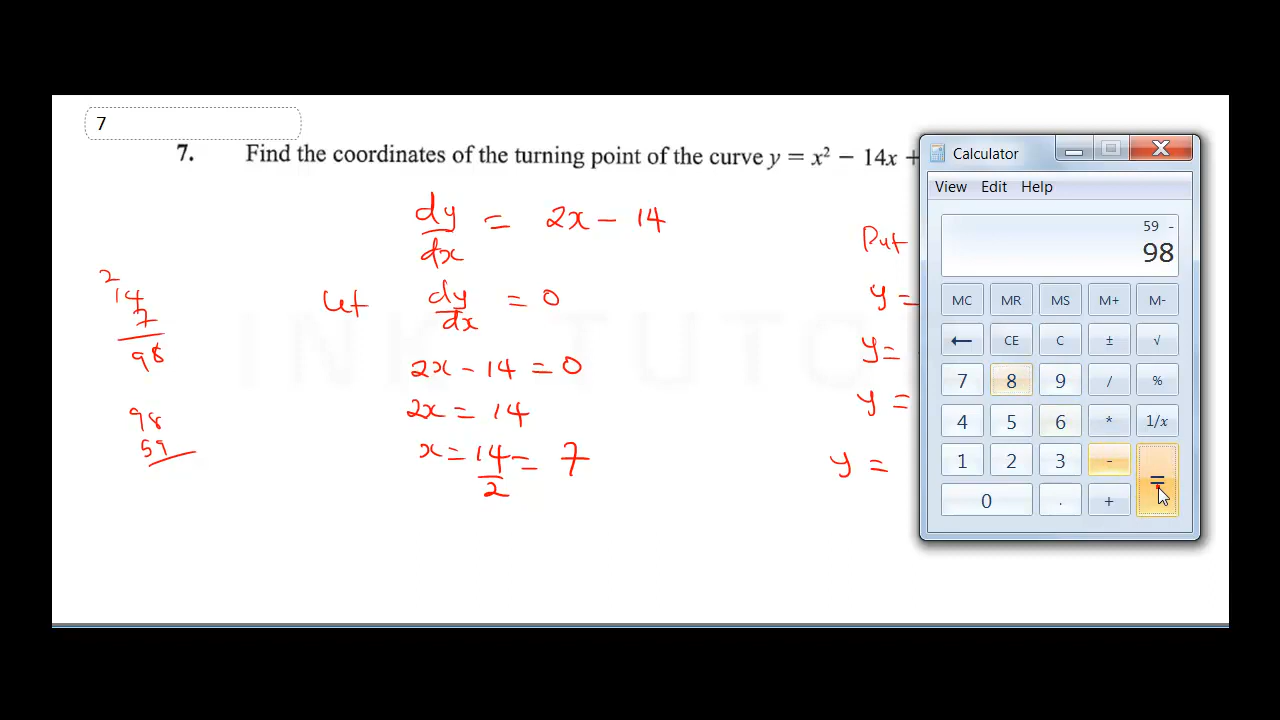 7
7. Find the coordinates of the turning point of the curve y = x² − 14x +
dy/dx = 2x − 14
Let dy/dx = 0
2x − 14 = 0
2x = 14
x = 14/2 = 7
2
14
7
98
98
59
Put
y =
y =
y =
y =
INK TUTOR
Calculator
View Edit Help
59 -
98
MC MR MS M+ M-
← CE C ± √
7 8 9 / %
4 5 6 * 1/x
1 2 3 - =
0 . +